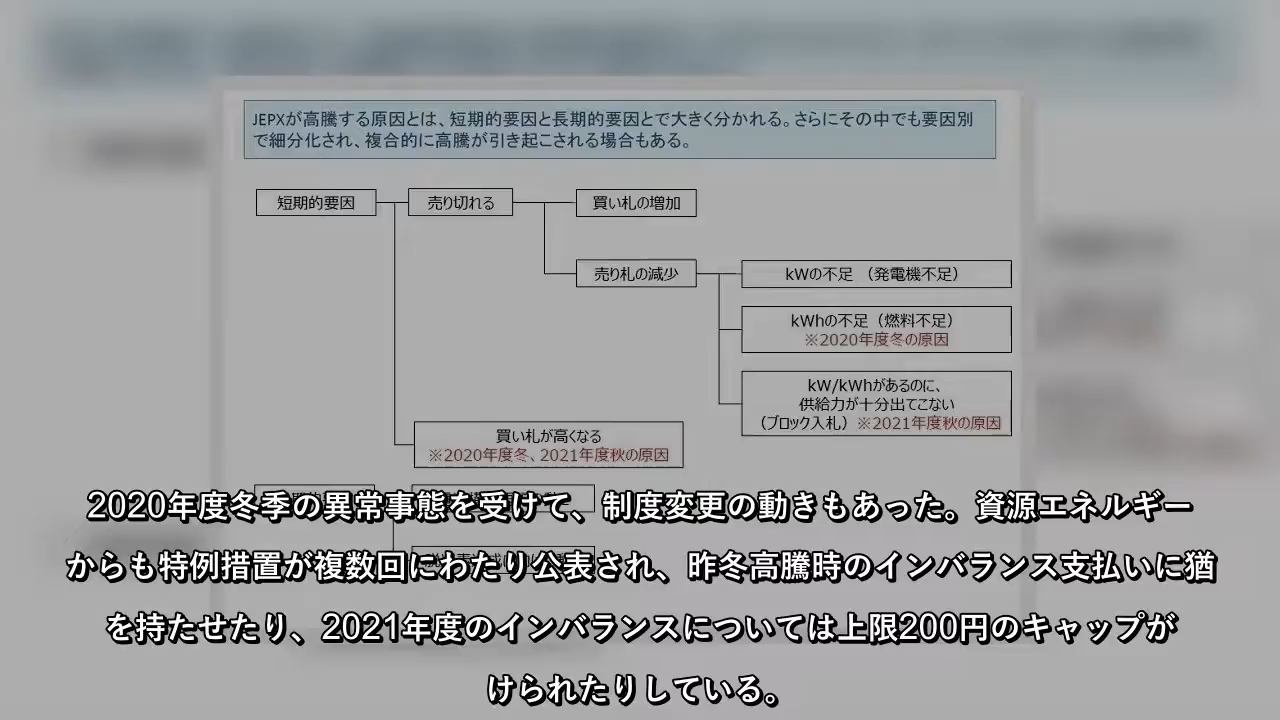 JEPXが高騰する原因とは、短期的要因と長期的要因とで大きく分かれる。さらにその中でも要因別
で細分化され、複合的に高騰が引き起こされる場合もある。
短期的要因
売り切れる
買い札の増加
売り札の減少
kWの不足 (発電機不足)
kWhの不足(燃料不足)
※2020年度冬の原因
kW/kWhがあるのに、
供給力が十分出てこない
(ブロック入札) ※2021年度秋の原因
買い札が高くなる
※2020年度冬、2021年度秋の原因
2020年度冬季の異常事態を受けて、制度変更の動きもあった。資源エネルギー
からも特例措置が複数回にわたり公表され、昨冬高騰時のインバランス支払いに猶
を持たせたり、2021年度のインバランスについては上限200円のキャップが
けられたりしている。